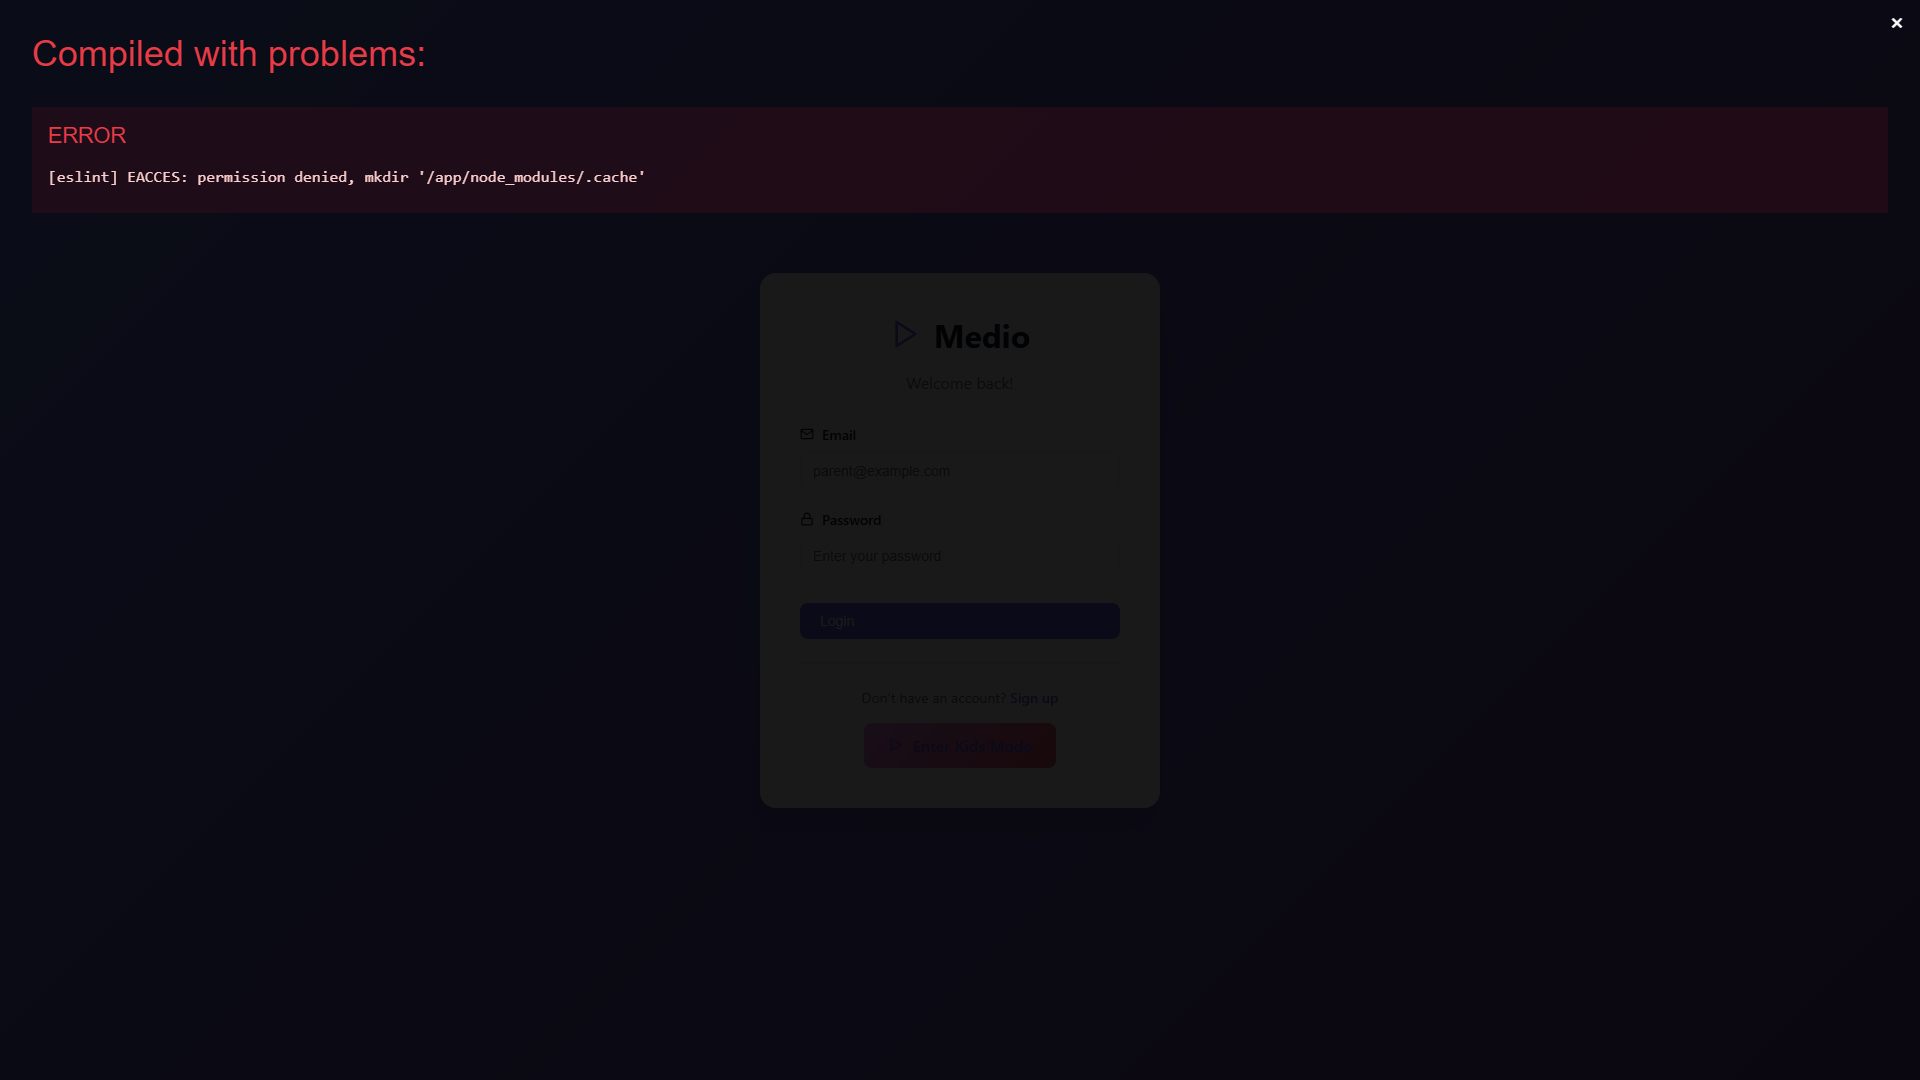 ×
Compiled with problems:
ERROR
[eslint] EACCES: permission denied, mkdir '/app/node_modules/.cache'
Medio
Welcome back!
Email
parent@example.com
Password
Enter your password
Login
Don't have an account? Sign up
Enter Kids Mode